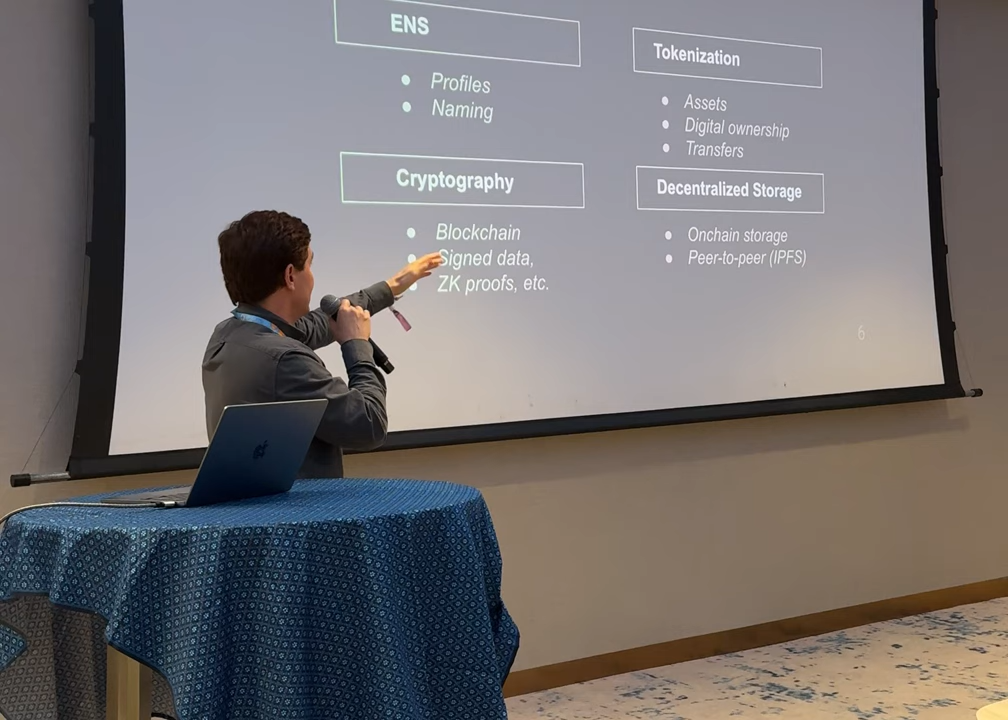 ENS
● Profiles
● Naming
Tokenization
● Assets
● Digital ownership
● Transfers
Cryptography
● Blockchain
● Signed data,
● ZK proofs, etc.
Decentralized Storage
● Onchain storage
● Peer-to-peer (IPFS)
6